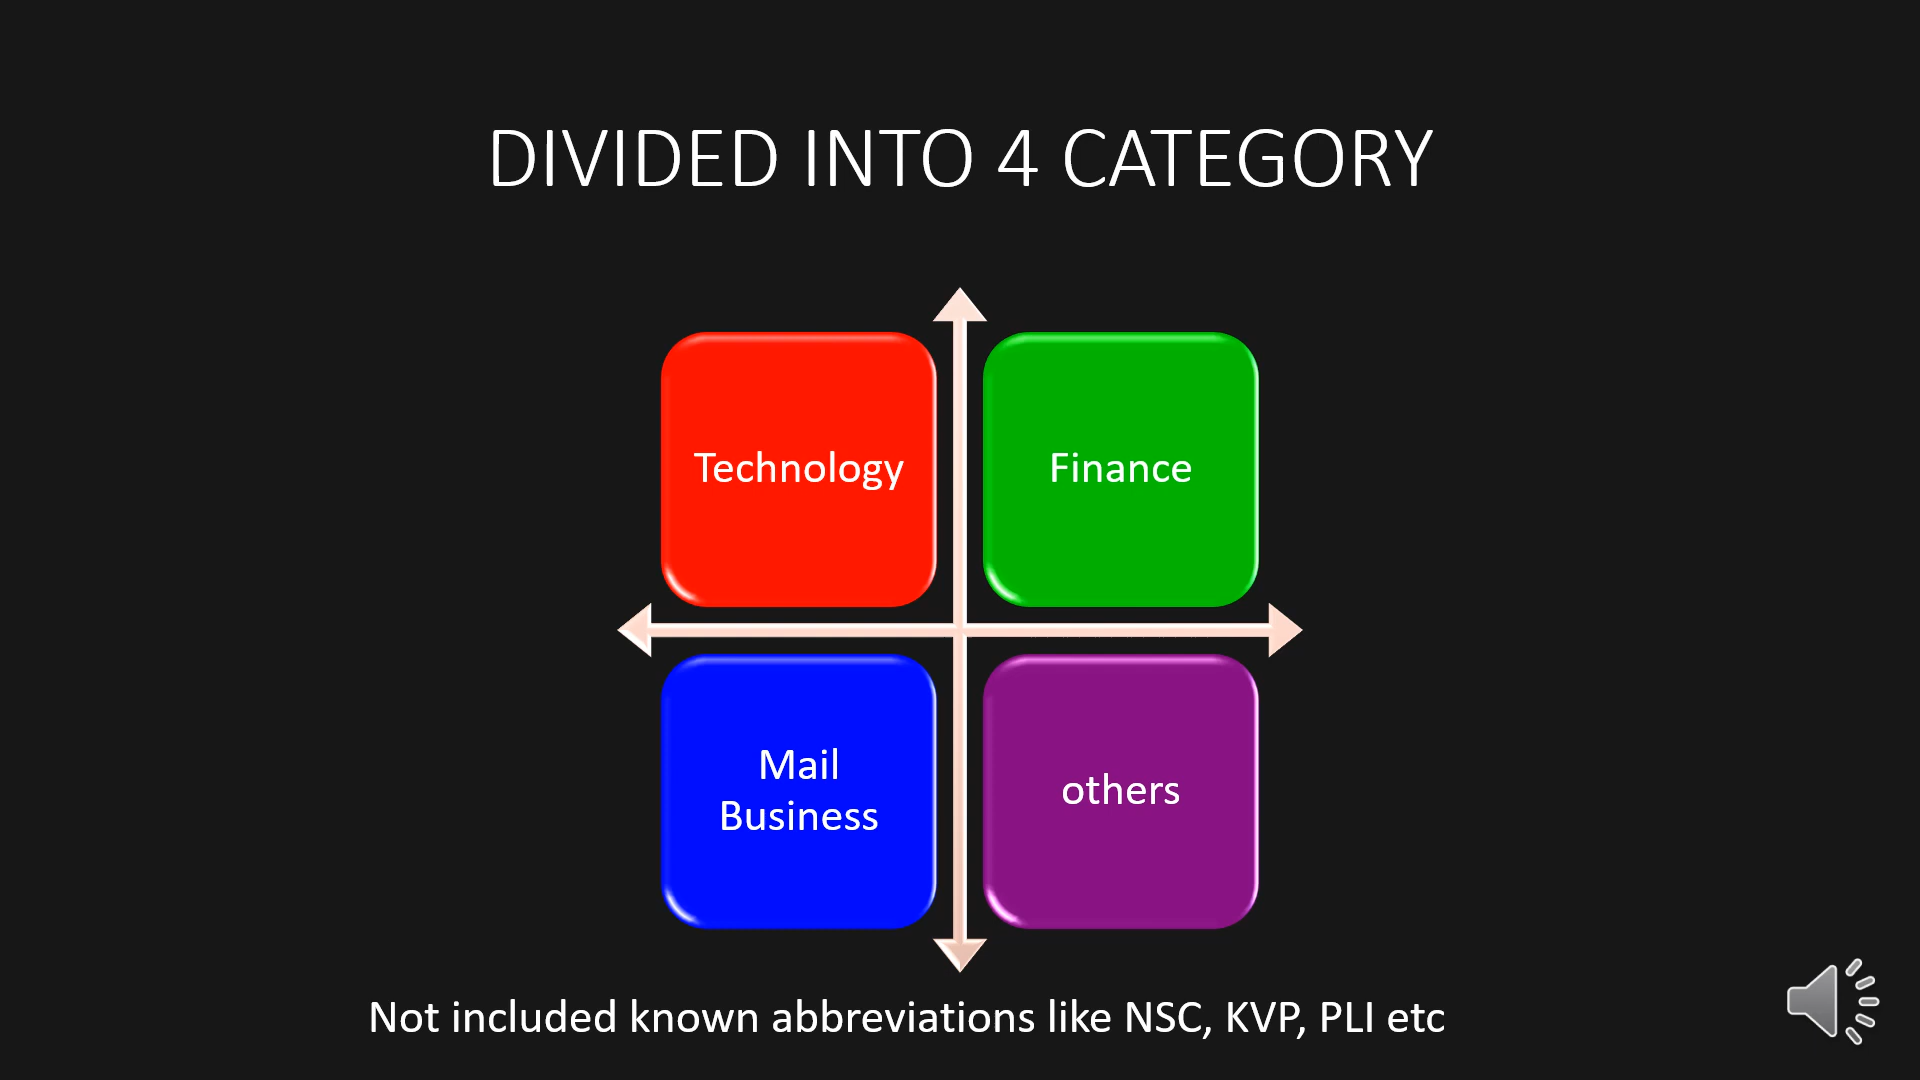 DIVIDED INTO 4 CATEGORY
Technology
Finance
Mail
Business
others
Not included known abbreviations like NSC, KVP, PLI etc